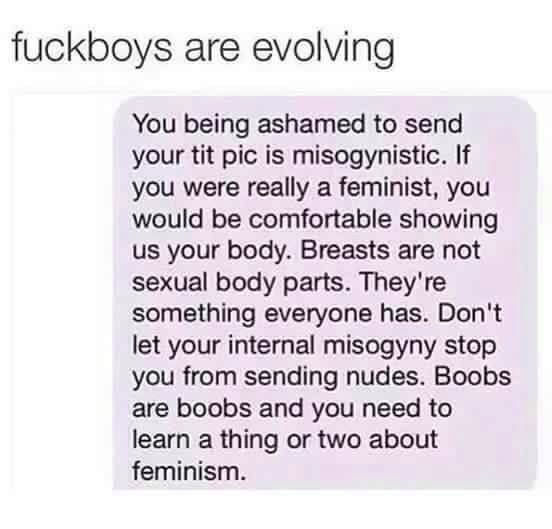 fuckboys are evolving
You being ashamed to send
your tit pic is misogynistic. If
you were really a feminist, you
would be comfortable showing
us your body. Breasts are not
sexual body parts. They're
something everyone has. Don't
let your internal misogyny stop
you from sending nudes. Boobs
are boobs and you need to
learn a thing or two about
feminism.